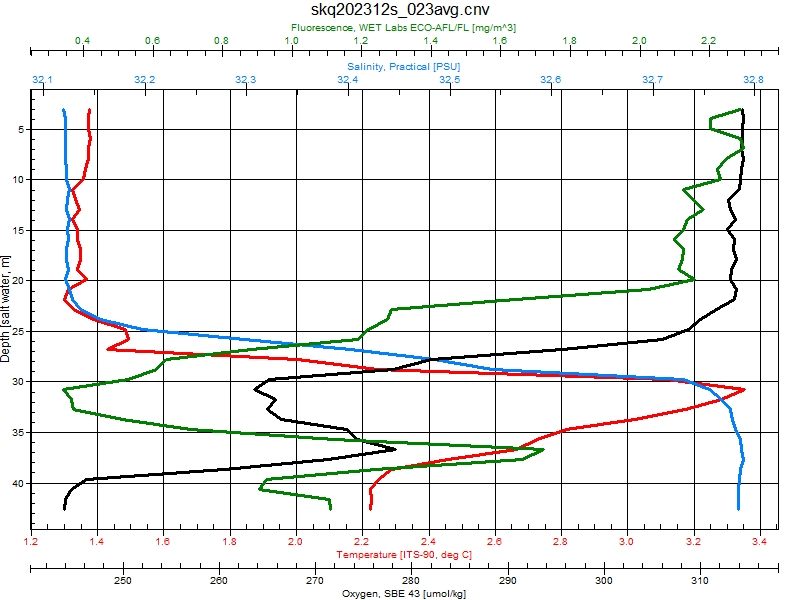 skq202312s_023avg.cnv
Fluorescence, WET Labs ECO-AFL/FL [mg/m^3]
0.4 0.6 0.8 1.0 1.2 1.4 1.6 1.8 2.0 2.2
Salinity, Practical [PSU]
32.1 32.2 32.3 32.4 32.5 32.6 32.7 32.8
5
10
15
20
25
30
35
40
Depth [salt water, m]
1.2 1.4 1.6 1.8 2.0 2.2 2.4 2.6 2.8 3.0 3.2 3.4
Temperature [ITS-90, deg C]
250 260 270 280 290 300 310
Oxygen, SBE 43 [umol/kg]